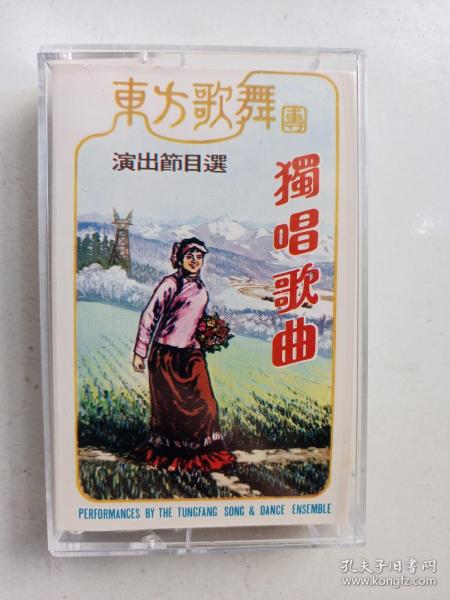 東方歌舞團
演出節目選
獨唱歌曲
PERFORMANCES BY THE TUNGFANG SONG & DANCE ENSEMBLE
孔夫子旧书网
www.kongfz.com